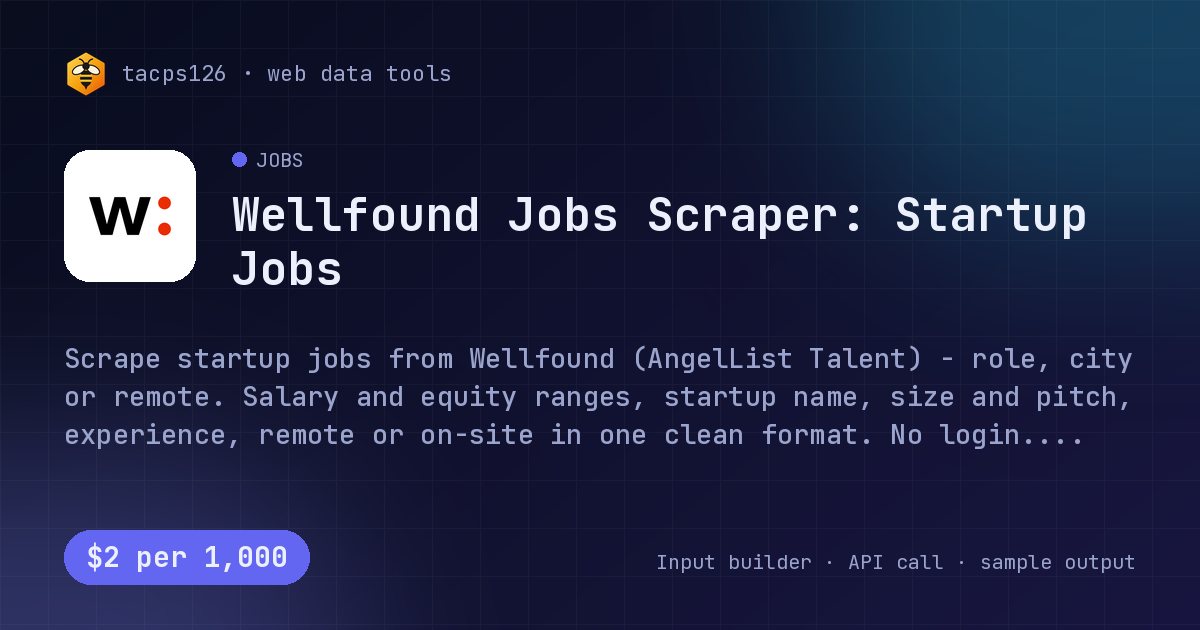 tacps126 · web data tools
w:
JOBS
Wellfound Jobs Scraper: Startup
Jobs
Scrape startup jobs from Wellfound (AngelList Talent) - role, city
or remote. Salary and equity ranges, startup name, size and pitch,
experience, remote or on-site in one clean format. No login....
$2 per 1,000
Input builder · API call · sample output